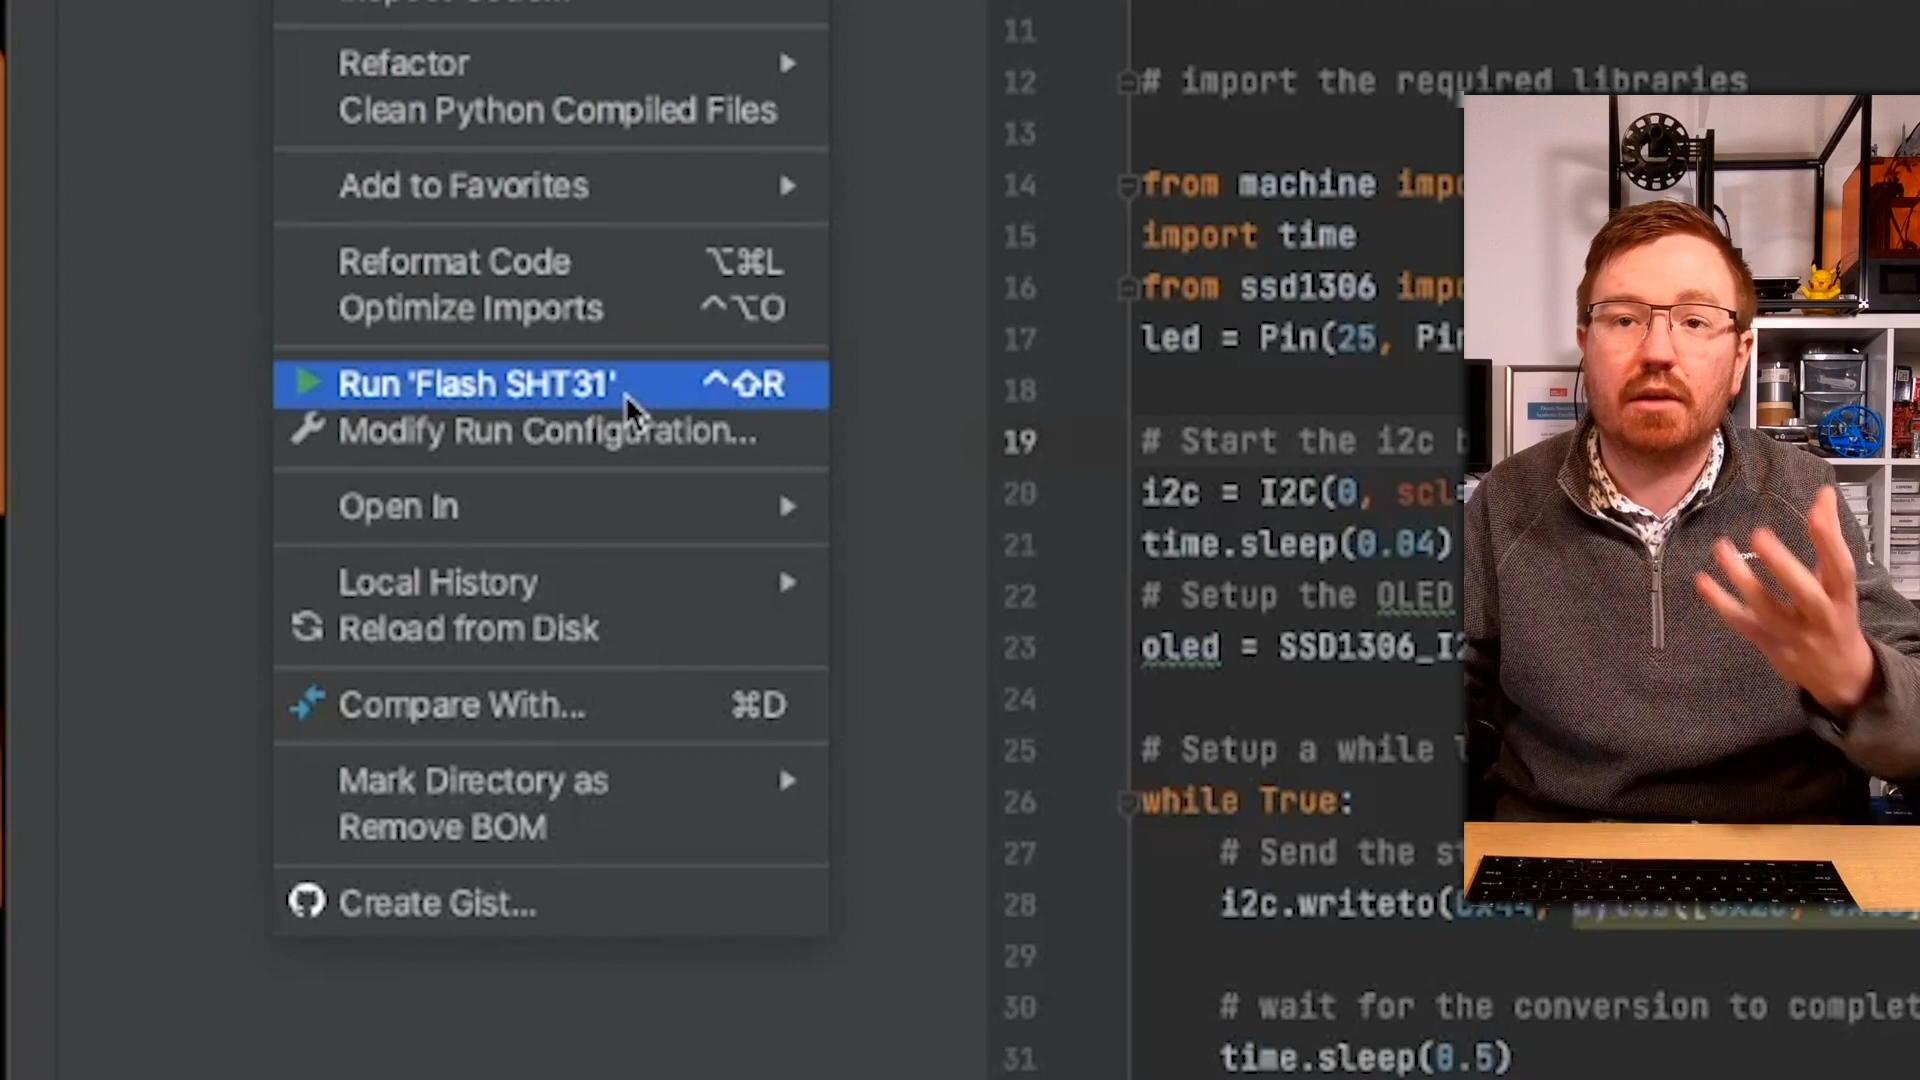 Refactor
Clean Python Compiled Files
Add to Favorites
Reformat Code ⌥⌘L
Optimize Imports ^⌥O
Run 'Flash SHT31' ^⇧R
Modify Run Configuration...
Open In
Local History
Reload from Disk
Compare With... ⌘D
Mark Directory as
Remove BOM
Create Gist...
11
12 # import the required libraries
13
14 from machine impo
15 import time
16 from ssd1306 impo
17 led = Pin(25, Pin
18
19 # Start the i2c
20 i2c = I2C(0, scl
21 time.sleep(0.04)
22 # Setup the OLED
23 oled = SSD1306_I2
24
25 # Setup a while
26 while True:
27 # Send the
28 i2c.writeto(
29
30 # wait for the conversion to complet
31 time.sleep(0.5)